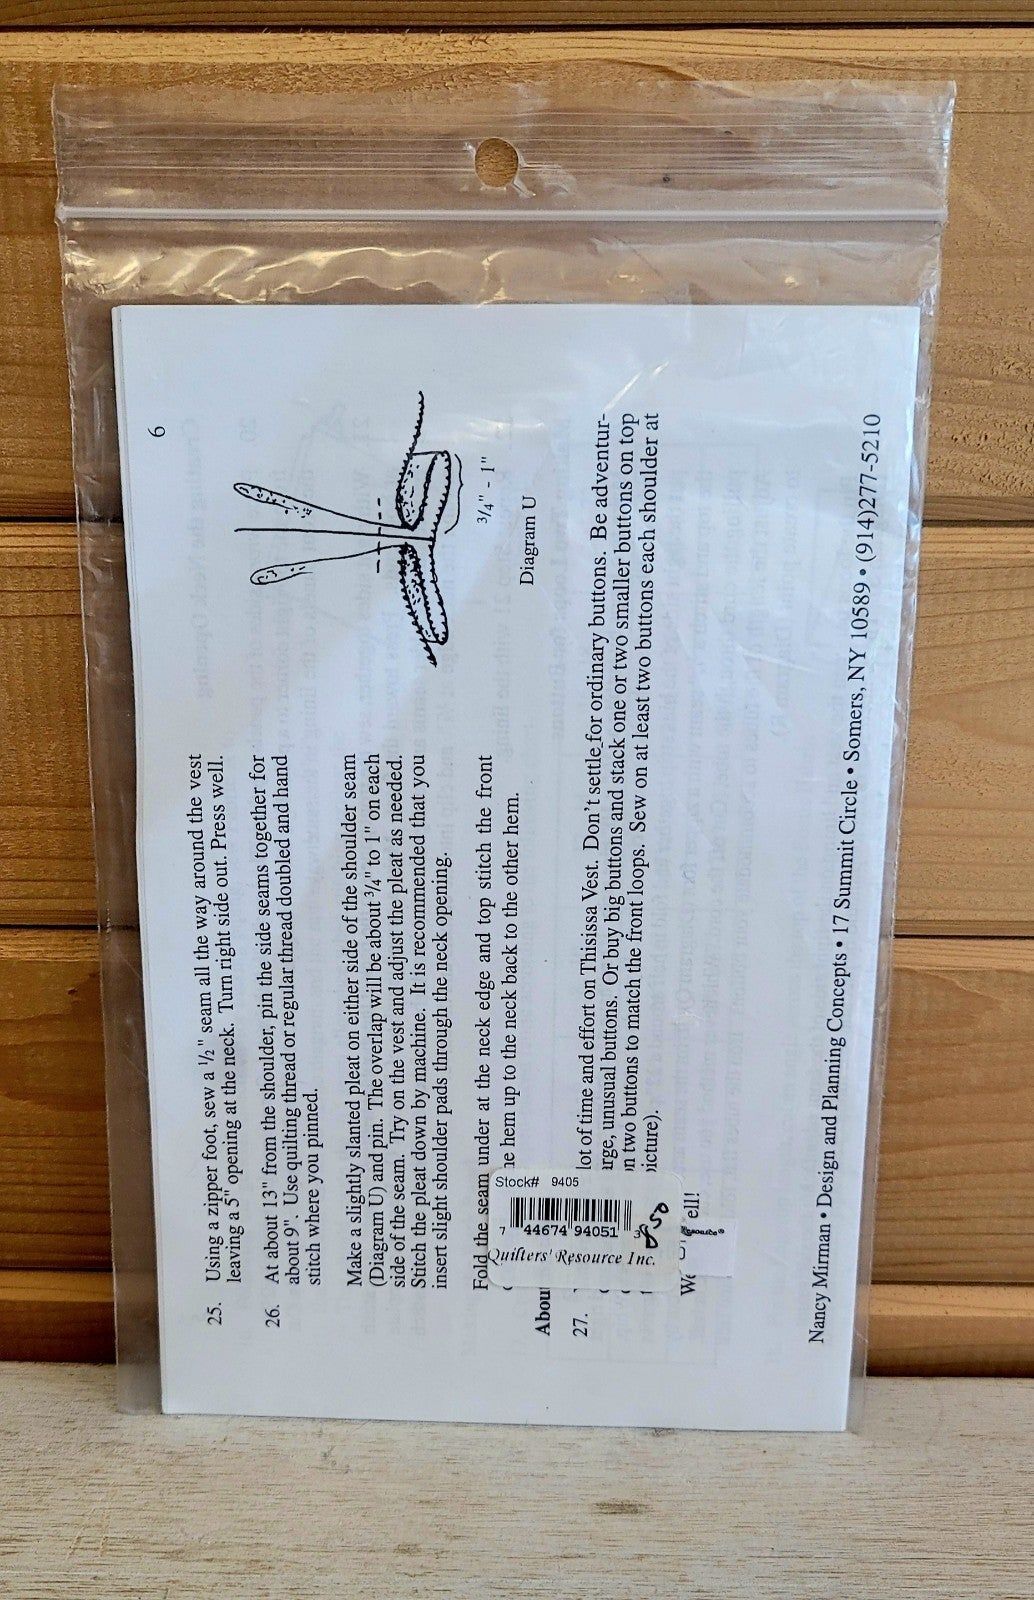 6
25. Using a zipper foot, sew a 1/2" seam all the way around the vest
leaving a 5" opening at the neck. Turn right side out. Press well.
26. At about 13" from the shoulder, pin the side seams together for
about 9". Use quilting thread or regular thread doubled and hand
stitch where you pinned.
Make a slightly slanted pleat on either side of the shoulder seam
(Diagram U) and pin. The overlap will be about 3/4" to 1" on each
side of the seam. Try on the vest and adjust the pleat as needed.
Stitch the pleat down by machine. It is recommended that you
insert slight shoulder pads through the neck opening.
3/4" - 1"
Diagram U
Fold the seam under at the neck edge and top stitch the front
he hem up to the neck back to the other hem.
Abou
27. lot of time and effort on Thisissa Vest. Don't settle for ordinary buttons. Be adventur-
rge, unusual buttons. Or buy big buttons and stack one or two smaller buttons on top
on two buttons to match the front loops. Sew on at least two buttons each shoulder at
icture).
We ell!
Nancy Mirman • Design and Planning Concepts • 17 Summit Circle • Somers, NY 10589 • (914)277-5210
Stock# 9405
7 44674 94051 3
8.50
Quilters' Resource Inc.